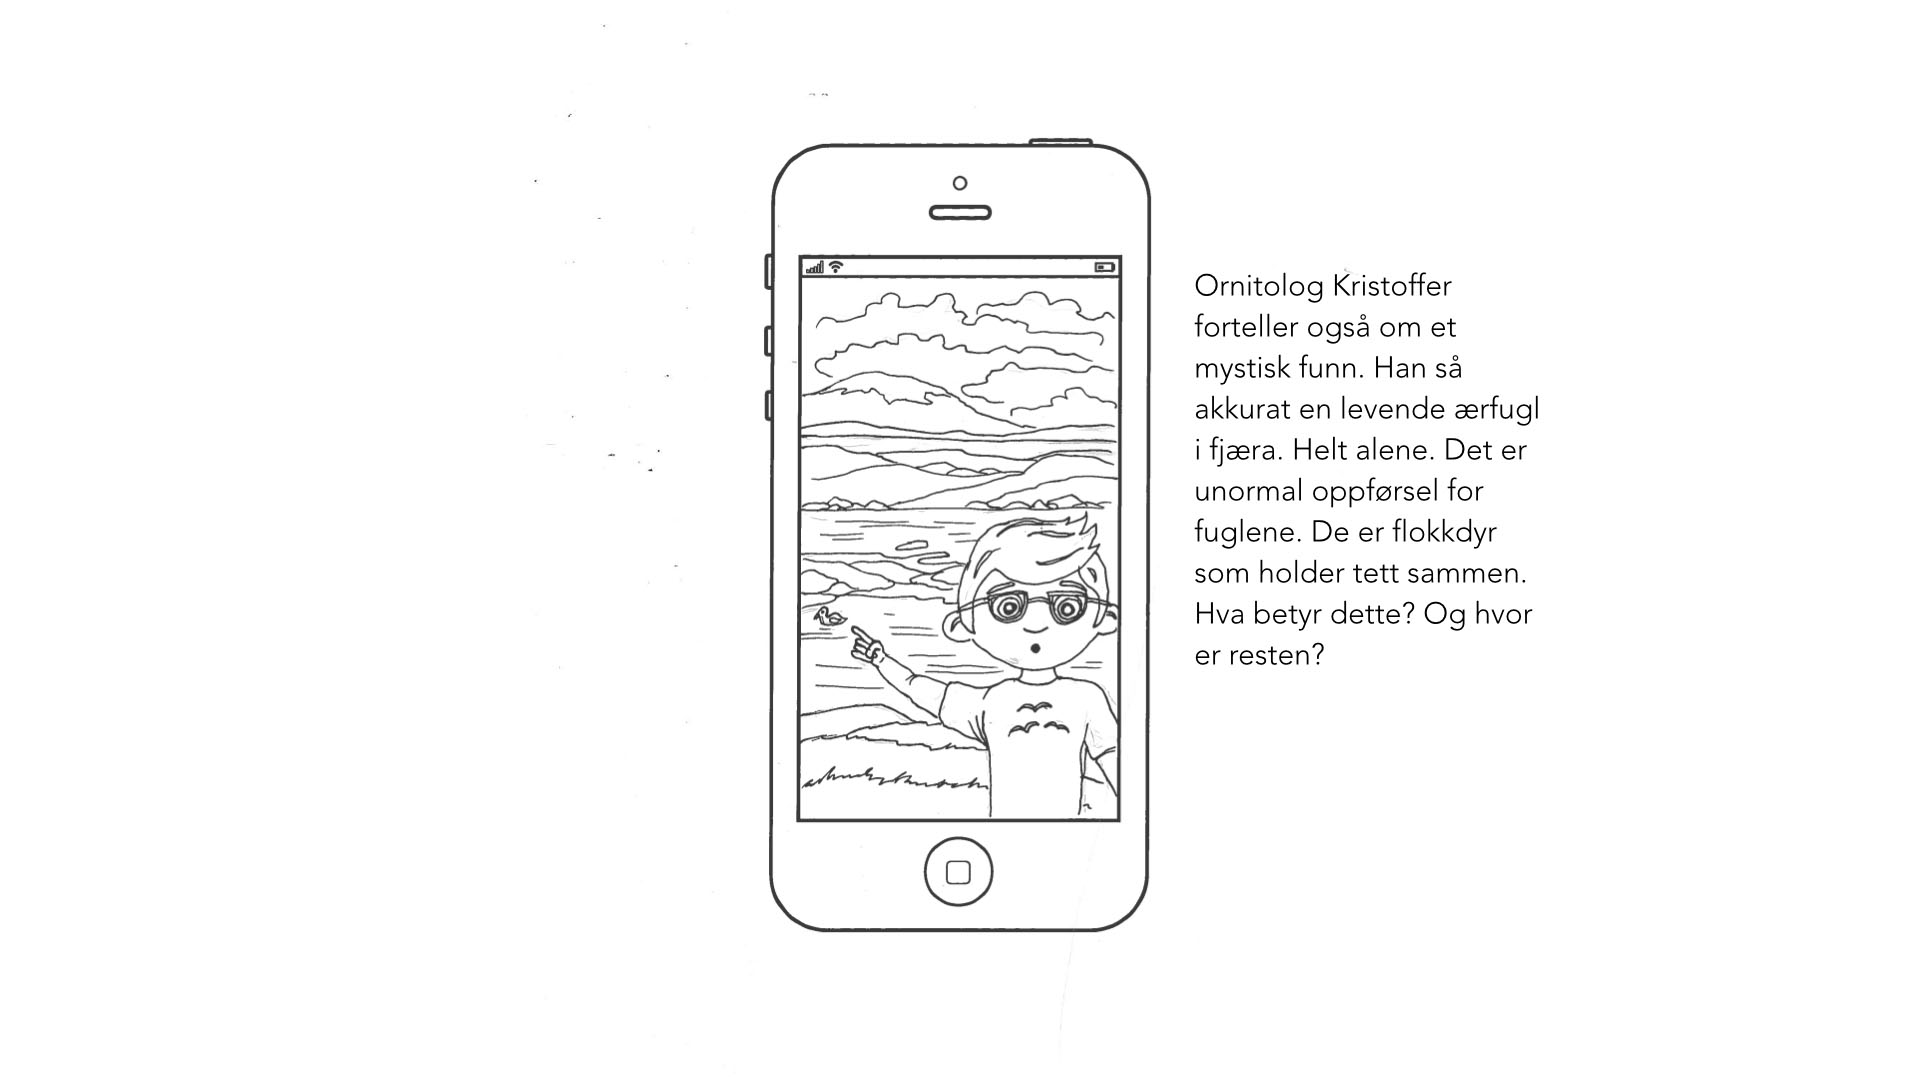 Ornitolog Kristoffer
forteller også om et
mystisk funn. Han så
akkurat en levende ærfugl
i fjæra. Helt alene. Det er
unormal oppførsel for
fuglene. De er flokkdyr
som holder tett sammen.
Hva betyr dette? Og hvor
er resten?